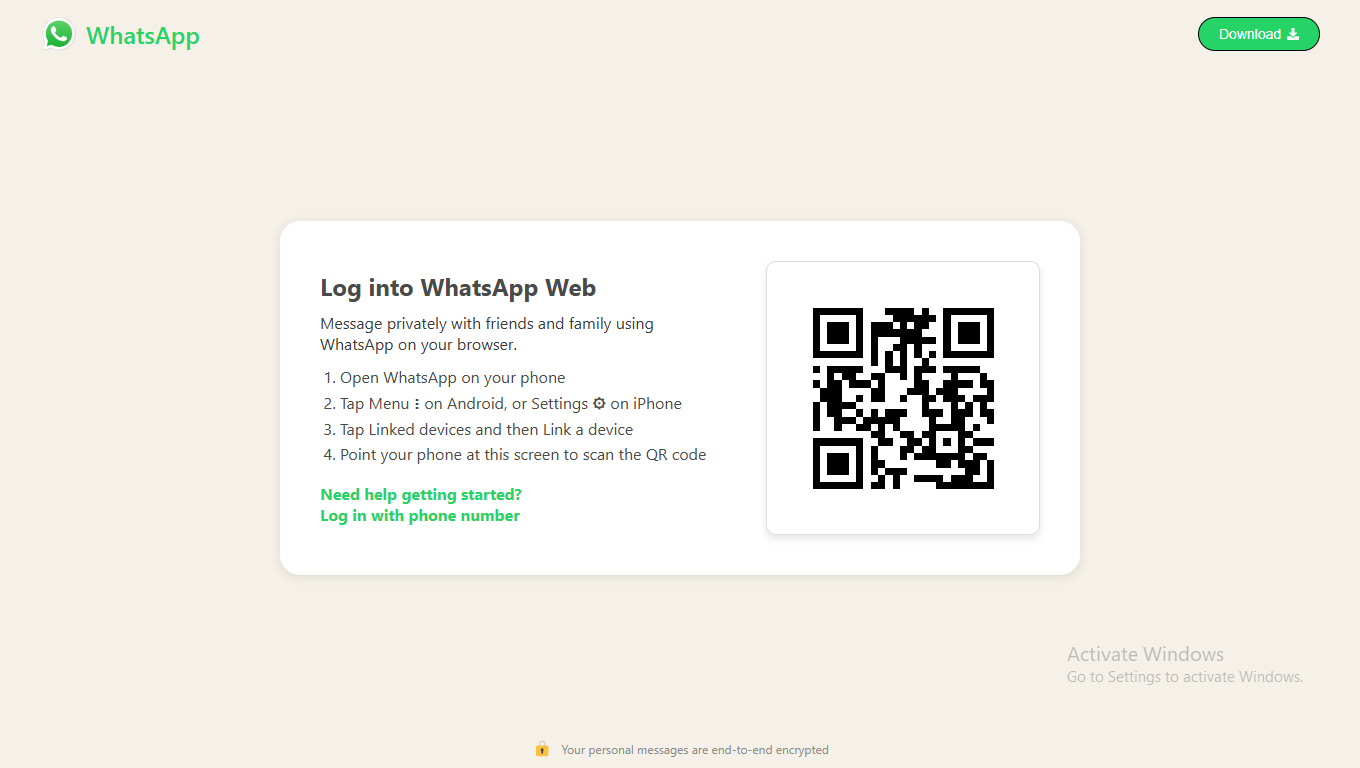 WhatsApp
Download
Log into WhatsApp Web
Message privately with friends and family using
WhatsApp on your browser.
1. Open WhatsApp on your phone
2. Tap Menu ⋮ on Android, or Settings ⚙ on iPhone
3. Tap Linked devices and then Link a device
4. Point your phone at this screen to scan the QR code
Need help getting started?
Log in with phone number
Activate Windows
Go to Settings to activate Windows.
Your personal messages are end-to-end encrypted